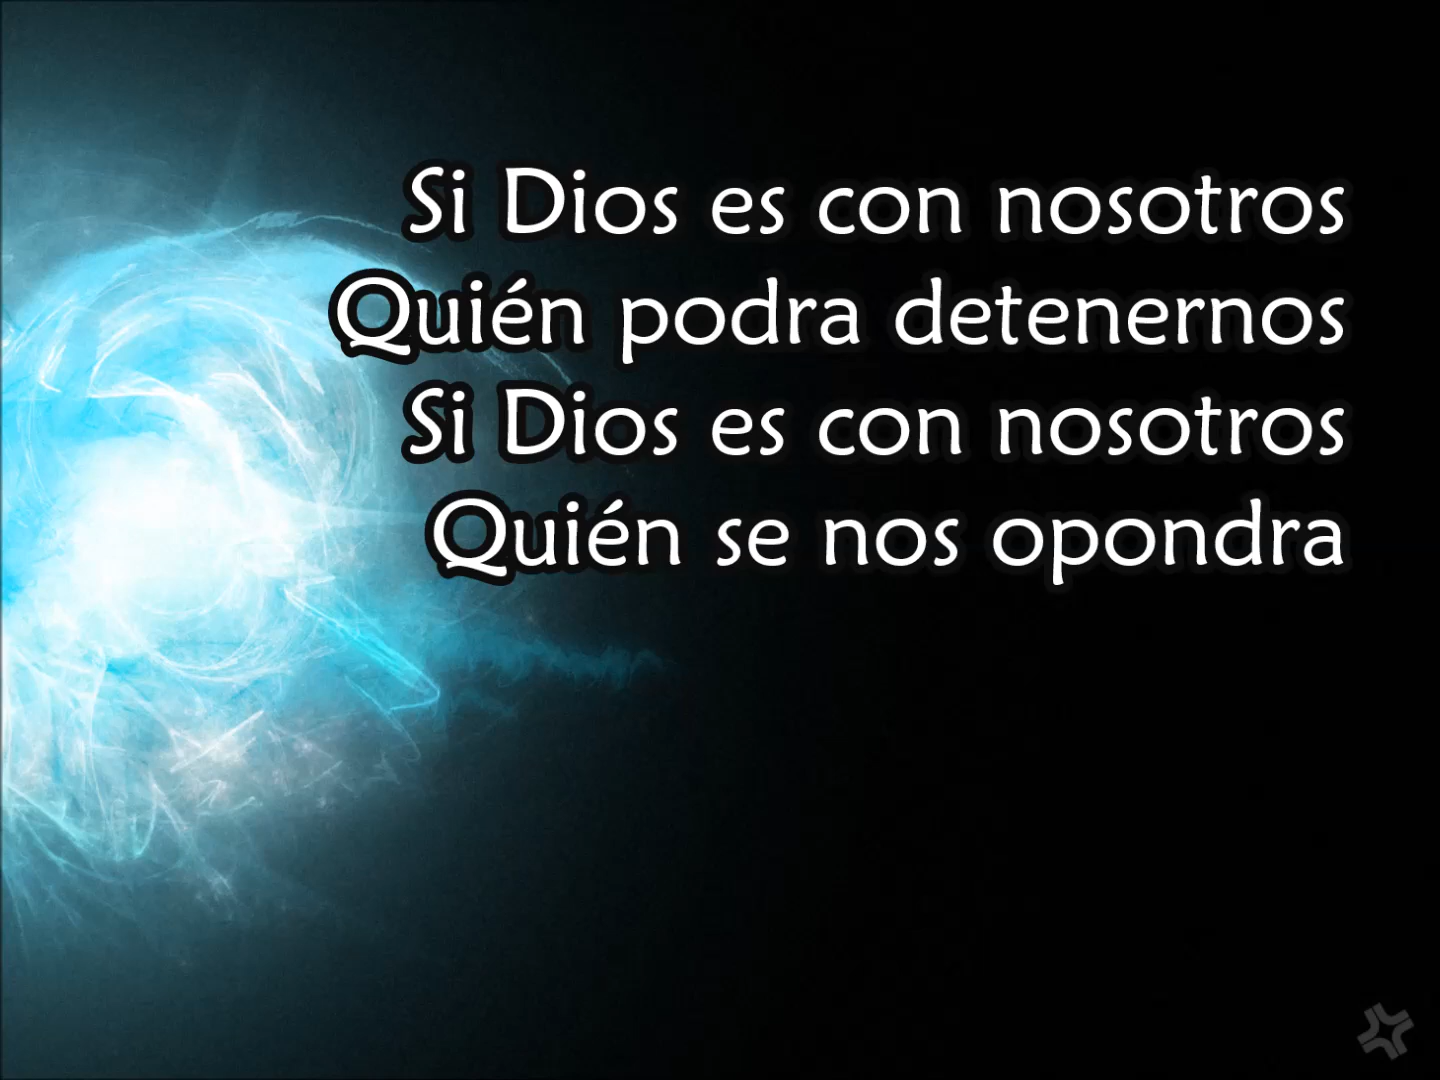 Si Dios es con nosotros
Quién podra detenernos
Si Dios es con nosotros
Quién se nos opondra